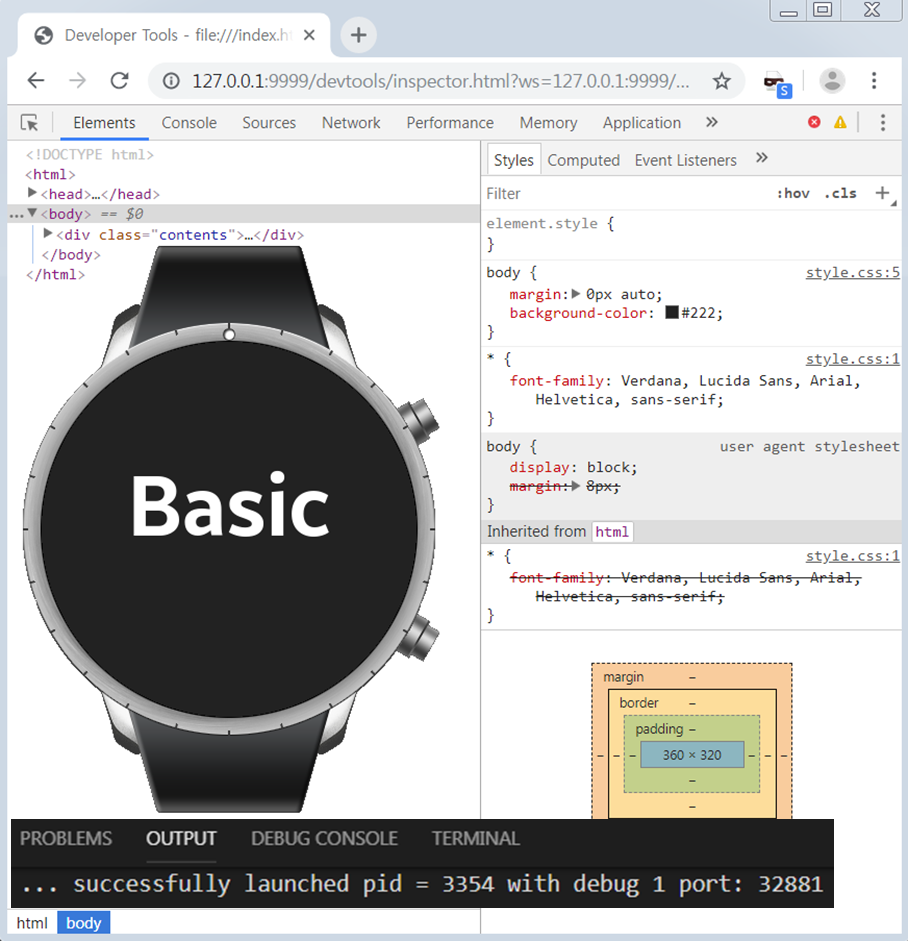 Developer Tools - file:///index.h
127.0.0.1:9999/devtools/inspector.html?ws=127.0.0.1:9999/...
S
Elements Console Sources Network Performance Memory Application »
<!DOCTYPE html>
<html>
<head>…</head>
… <body> == $0
<div class="contents">…</div>
</body>
</html>
Basic
Styles Computed Event Listeners »
Filter :hov .cls +
element.style {
}
body { style.css:5
margin: 0px auto;
background-color: #222;
}
* { style.css:1
font-family: Verdana, Lucida Sans, Arial,
Helvetica, sans-serif;
}
body { user agent stylesheet
display: block;
margin: 8px;
}
Inherited from html
* { style.css:1
font-family: Verdana, Lucida Sans, Arial,
Helvetica, sans-serif;
}
margin –
border –
padding –
– – – 360 × 320 – – –
–
–
PROBLEMS OUTPUT DEBUG CONSOLE TERMINAL
... successfully launched pid = 3354 with debug 1 port: 32881
html body